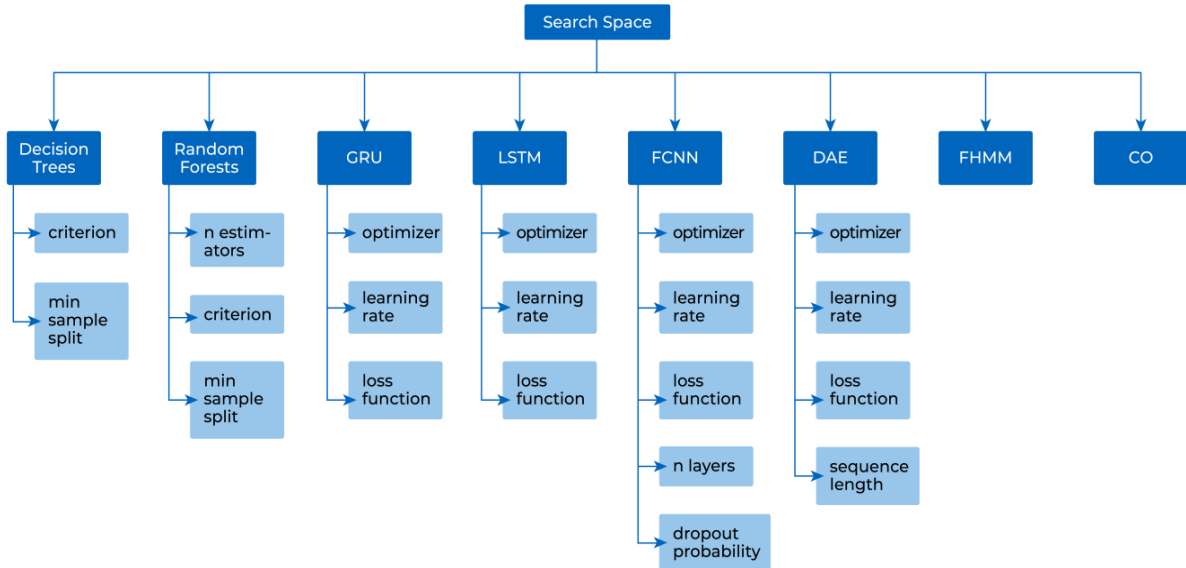 Search Space
Decision
Trees
Random
Forests
GRU
LSTM
FCNN
DAE
FHMM
CO
criterion
min
sample
split
n estim-
ators
criterion
min
sample
split
optimizer
learning
rate
loss
function
optimizer
learning
rate
loss
function
optimizer
learning
rate
loss
function
n layers
dropout
probability
optimizer
learning
rate
loss
function
sequence
length